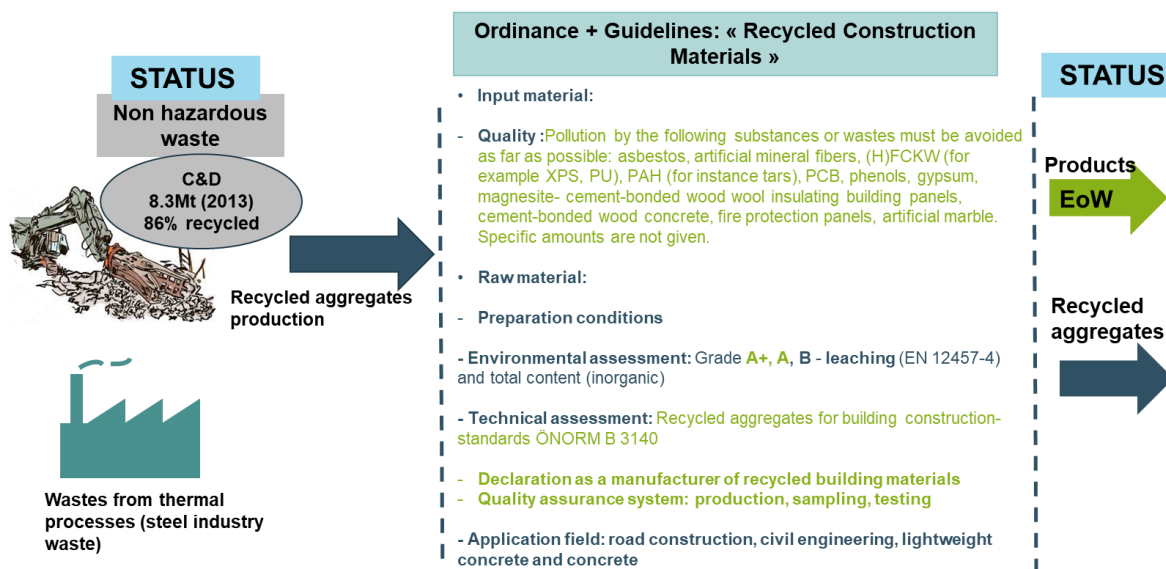 STATUS
Non hazardous
waste
C&D
8.3Mt (2013)
86% recycled
Recycled aggregates
production
Wastes from thermal
processes (steel industry
waste)
Ordinance + Guidelines: « Recycled Construction
Materials »
• Input material:
- Quality :Pollution by the following substances or wastes must be avoided
as far as possible: asbestos, artificial mineral fibers, (H)FCKW (for
example XPS, PU), PAH (for instance tars), PCB, phenols, gypsum,
magnesite- cement-bonded wood wool insulating building panels,
cement-bonded wood concrete, fire protection panels, artificial marble.
Specific amounts are not given.
• Raw material:
- Preparation conditions
- Environmental assessment: Grade A+, A, B - leaching (EN 12457-4)
and total content (inorganic)
- Technical assessment: Recycled aggregates for building construction-
standards ÖNORM B 3140
- Declaration as a manufacturer of recycled building materials
- Quality assurance system: production, sampling, testing
- Application field: road construction, civil engineering, lightweight
concrete and concrete
STATUS
Products
EoW
Recycled
aggregates